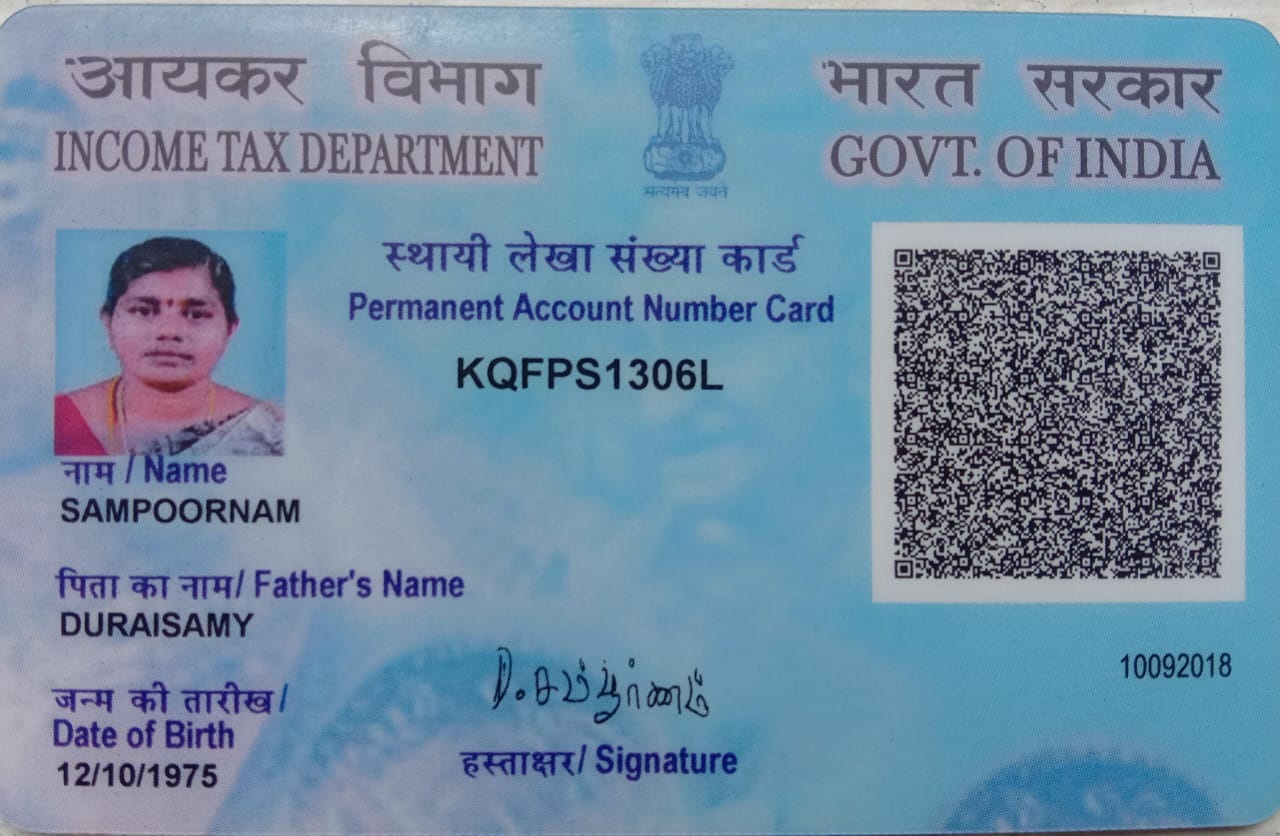 आयकर विभाग
INCOME TAX DEPARTMENT
सत्यमेव जयते
भारत सरकार
GOVT. OF INDIA
स्थायी लेखा संख्या कार्ड
Permanent Account Number Card
KQFPS1306L
नाम / Name
SAMPOORNAM
पिता का नाम/ Father's Name
DURAISAMY
जन्म की तारीख/
Date of Birth
12/10/1975
D. சம்பூர்ணம்
हस्ताक्षर/ Signature
10092018